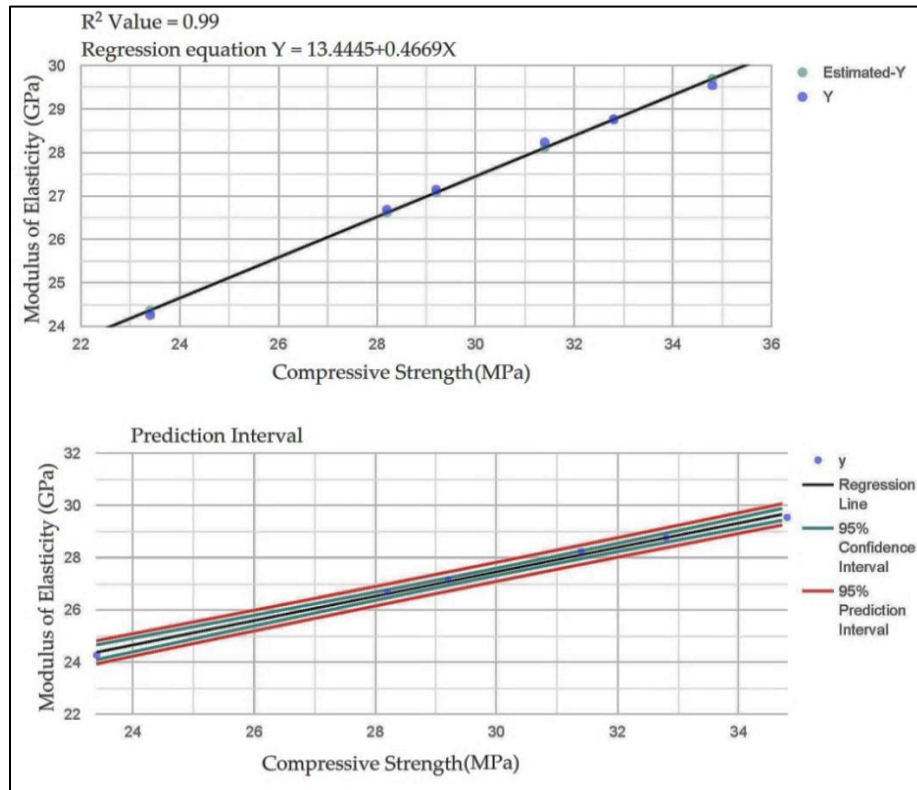 R² Value = 0.99
Regression equation Y = 13.4445+0.4669X
Modulus of Elasticity (GPa)
30
29
28
27
26
25
24
22 24 26 28 30 32 34 36
Compressive Strength(MPa)
Estimated-Y
Y
Prediction Interval
Modulus of Elasticity (GPa)
32
30
28
26
24
22
24 26 28 30 32 34
Compressive Strength(MPa)
y
Regression
Line
95%
Confidence
Interval
95%
Prediction
Interval